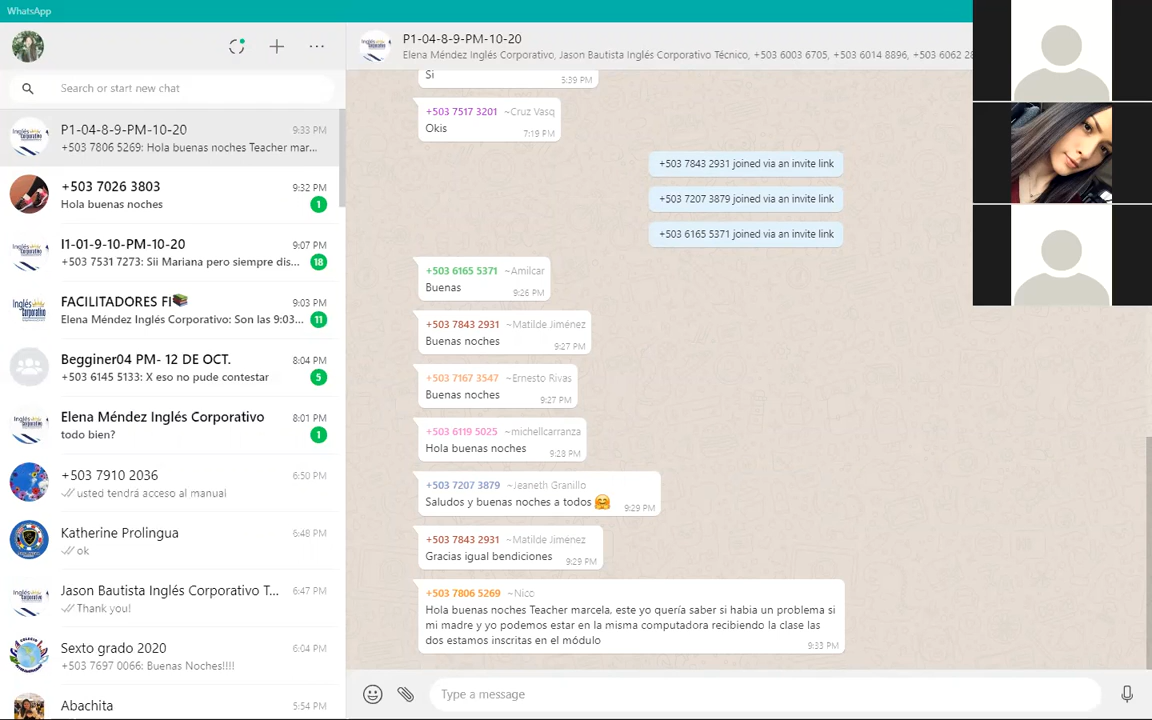 WhatsApp
Search or start new chat
P1-04-8-9-PM-10-20
9:33 PM
+503 7806 5269: Hola buenas noches Teacher mar...
+503 7026 3803
9:32 PM
Hola buenas noches
1
I1-01-9-10-PM-10-20
9:07 PM
+503 7531 7273: Sii Mariana pero siempre dis...
18
FACILITADORES FI📚
9:03 PM
Elena Méndez Inglés Corporativo: Son las 9:03...
11
Begginer04 PM- 12 DE OCT.
8:04 PM
+503 6145 5133: X eso no pude contestar
5
Elena Méndez Inglés Corporativo
8:01 PM
todo bien?
1
+503 7910 2036
6:50 PM
usted tendrá acceso al manual
Katherine Prolingua
6:48 PM
ok
Jason Bautista Inglés Corporativo T...
6:47 PM
Thank you!
Sexto grado 2020
6:04 PM
+503 7697 0066: Buenas Noches!!!!
Abachita
5:54 PM
P1-04-8-9-PM-10-20
Elena Méndez Inglés Corporativo, Jason Bautista Inglés Corporativo Técnico, +503 6003 6705, +503 6014 8896, +503 6062 28
Si
5:39 PM
+503 7517 3201 ~Cruz Vasq
Okis
7:19 PM
+503 7843 2931 joined via an invite link
+503 7207 3879 joined via an invite link
+503 6165 5371 joined via an invite link
+503 6165 5371 ~Amilcar
Buenas
9:26 PM
+503 7843 2931 ~Matilde Jiménez
Buenas noches
9:27 PM
+503 7167 3547 ~Ernesto Rivas
Buenas noches
9:27 PM
+503 6119 5025 ~michellcarranza
Hola buenas noches
9:28 PM
+503 7207 3879 ~Jeaneth Granillo
Saludos y buenas noches a todos 🤗
9:29 PM
+503 7843 2931 ~Matilde Jimenez
Gracias igual bendiciones
9:29 PM
+503 7806 5269 ~Nico
Hola buenas noches Teacher marcela, este yo quería saber si habia un problema si
mi madre y yo podemos estar en la misma computadora recibiendo la clase las
dos estamos inscritas en el módulo
9:33 PM
Type a message